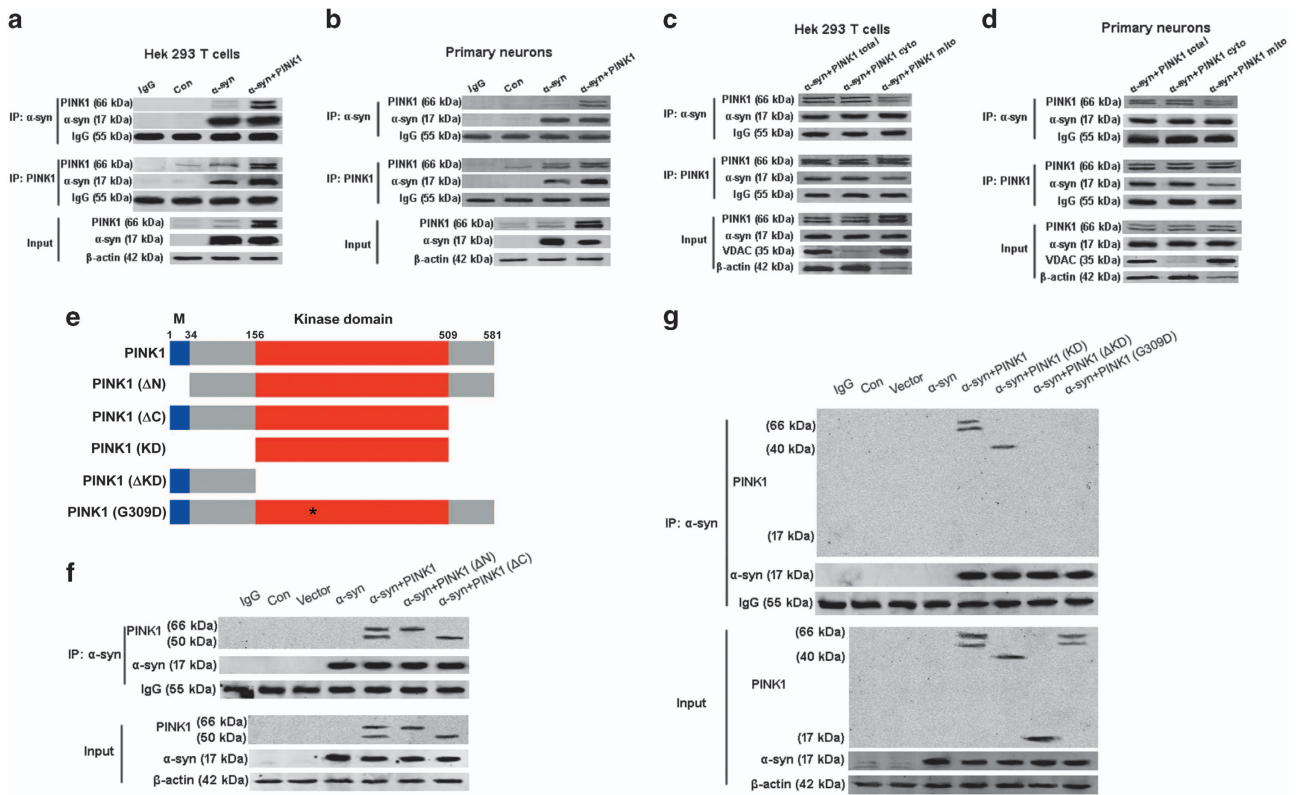 a
Hek 293 T cells
IgG Con α-syn α-syn+PINK1
IP: α-syn
PINK1 (66 kDa)
α-syn (17 kDa)
IgG (55 kDa)
IP: PINK1
PINK1 (66 kDa)
α-syn (17 kDa)
IgG (55 kDa)
Input
PINK1 (66 kDa)
α-syn (17 kDa)
β-actin (42 kDa)
b
Primary neurons
IgG Con α-syn α-syn+PINK1
IP: α-syn
PINK1 (66 kDa)
α-syn (17 kDa)
IgG (55 kDa)
IP: PINK1
PINK1 (66 kDa)
α-syn (17 kDa)
IgG (55 kDa)
Input
PINK1 (66 kDa)
α-syn (17 kDa)
β-actin (42 kDa)
c
Hek 293 T cells
α-syn+PINK1 total α-syn+PINK1 cyto α-syn+PINK1 mito
IP: α-syn
PINK1 (66 kDa)
α-syn (17 kDa)
IgG (55 kDa)
IP: PINK1
PINK1 (66 kDa)
α-syn (17 kDa)
IgG (55 kDa)
Input
PINK1 (66 kDa)
α-syn (17 kDa)
VDAC (35 kDa)
β-actin (42 kDa)
d
Primary neurons
α-syn+PINK1 total α-syn+PINK1 cyto α-syn+PINK1 mito
IP: α-syn
PINK1 (66 kDa)
α-syn (17 kDa)
IgG (55 kDa)
IP: PINK1
PINK1 (66 kDa)
α-syn (17 kDa)
IgG (55 kDa)
Input
PINK1 (66 kDa)
α-syn (17 kDa)
VDAC (35 kDa)
β-actin (42 kDa)
e
M Kinase domain
1 34 156 509 581
PINK1
PINK1 (ΔN)
PINK1 (ΔC)
PINK1 (KD)
PINK1 (ΔKD)
PINK1 (G309D)
*
f
IgG Con Vector α-syn α-syn+PINK1 α-syn+PINK1 (ΔN) α-syn+PINK1 (ΔC)
IP: α-syn
PINK1 (66 kDa)
(50 kDa)
α-syn (17 kDa)
IgG (55 kDa)
Input
PINK1 (66 kDa)
(50 kDa)
α-syn (17 kDa)
β-actin (42 kDa)
g
IgG Con Vector α-syn α-syn+PINK1 α-syn+PINK1 (KD) α-syn+PINK1 (ΔKD) α-syn+PINK1 (G309D)
(66 kDa)
(40 kDa)
PINK1
IP: α-syn
(17 kDa)
α-syn (17 kDa)
IgG (55 kDa)
(66 kDa)
(40 kDa)
PINK1
Input
(17 kDa)
α-syn (17 kDa)
β-actin (42 kDa)